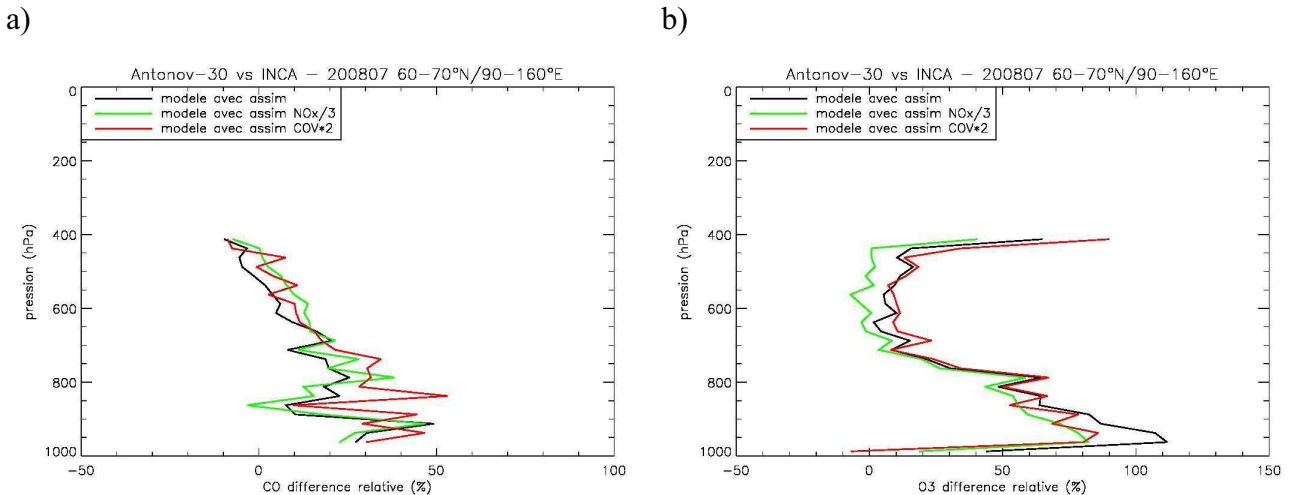 a)
b)
Antanov-30 vs INCA - 200807 60-70°N/90-160°E
modele avec assim
modele avec assim NOx/3
modele avec assim COV*2
0
200
400
600
800
1000
pression (hPa)
-50
0
50
100
CO difference relative (%)
Antanov-30 vs INCA - 200807 60-70°N/90-160°E
modele avec assim
modele avec assim NOx/3
modele avec assim COV*2
0
200
400
600
800
1000
pression (hPa)
-50
0
50
100
150
O3 difference relative (%)